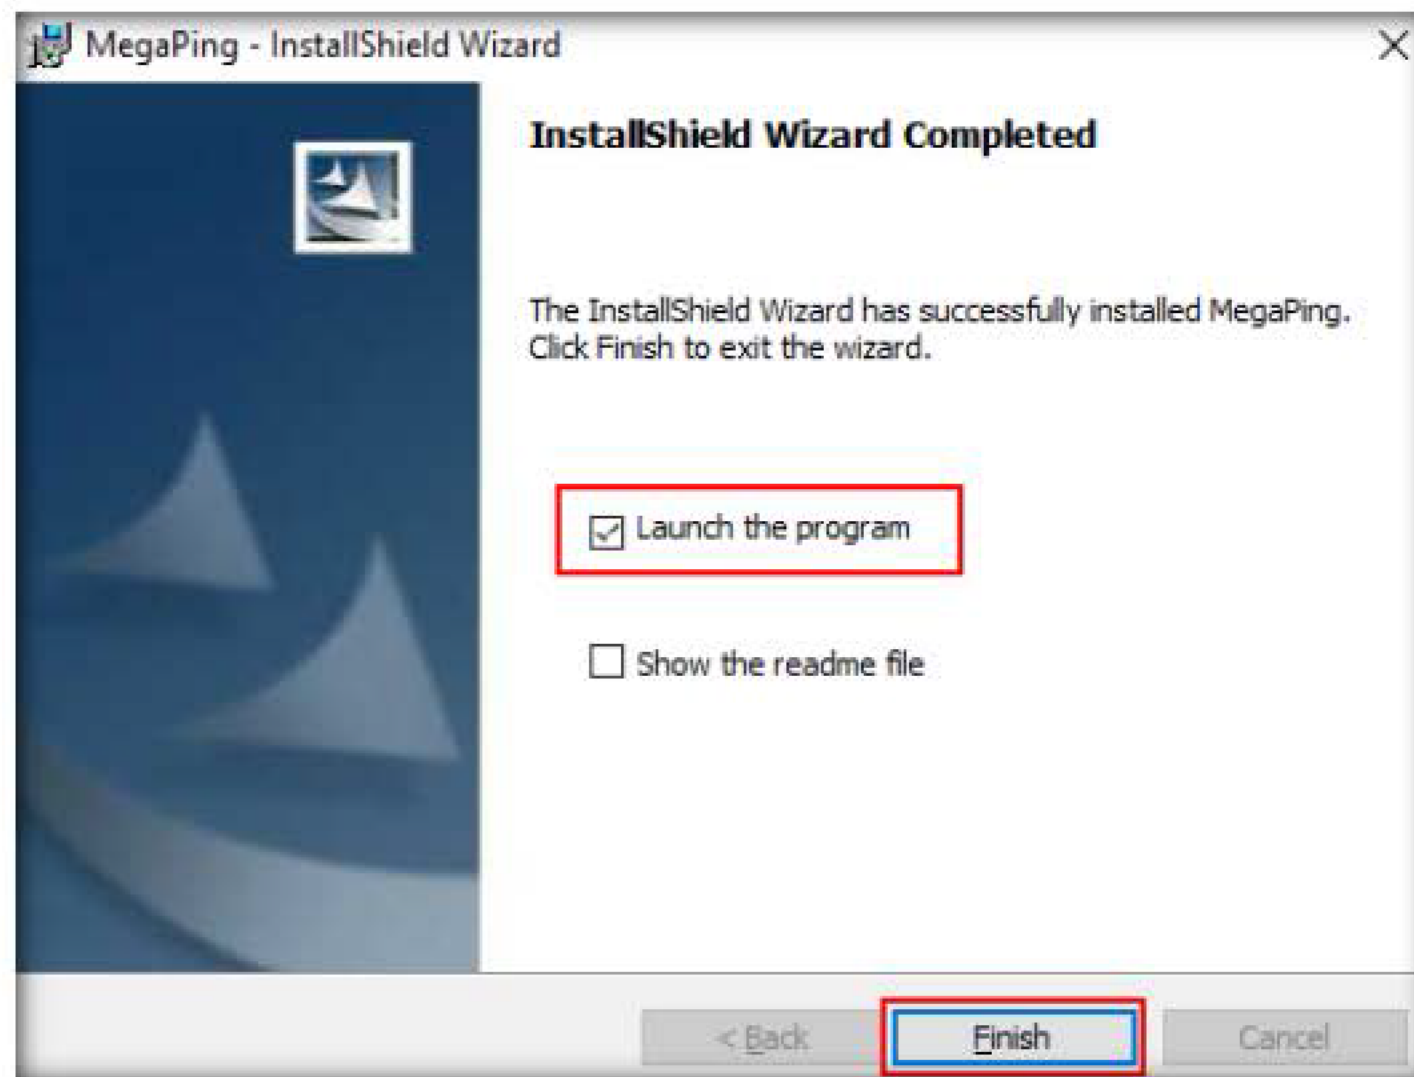 MegaPing - InstallShield Wizard
InstallShield Wizard Completed
The InstallShield Wizard has successfully installed MegaPing.
Click Finish to exit the wizard.
Launch the program
Show the readme file
< Back
Finish
Cancel